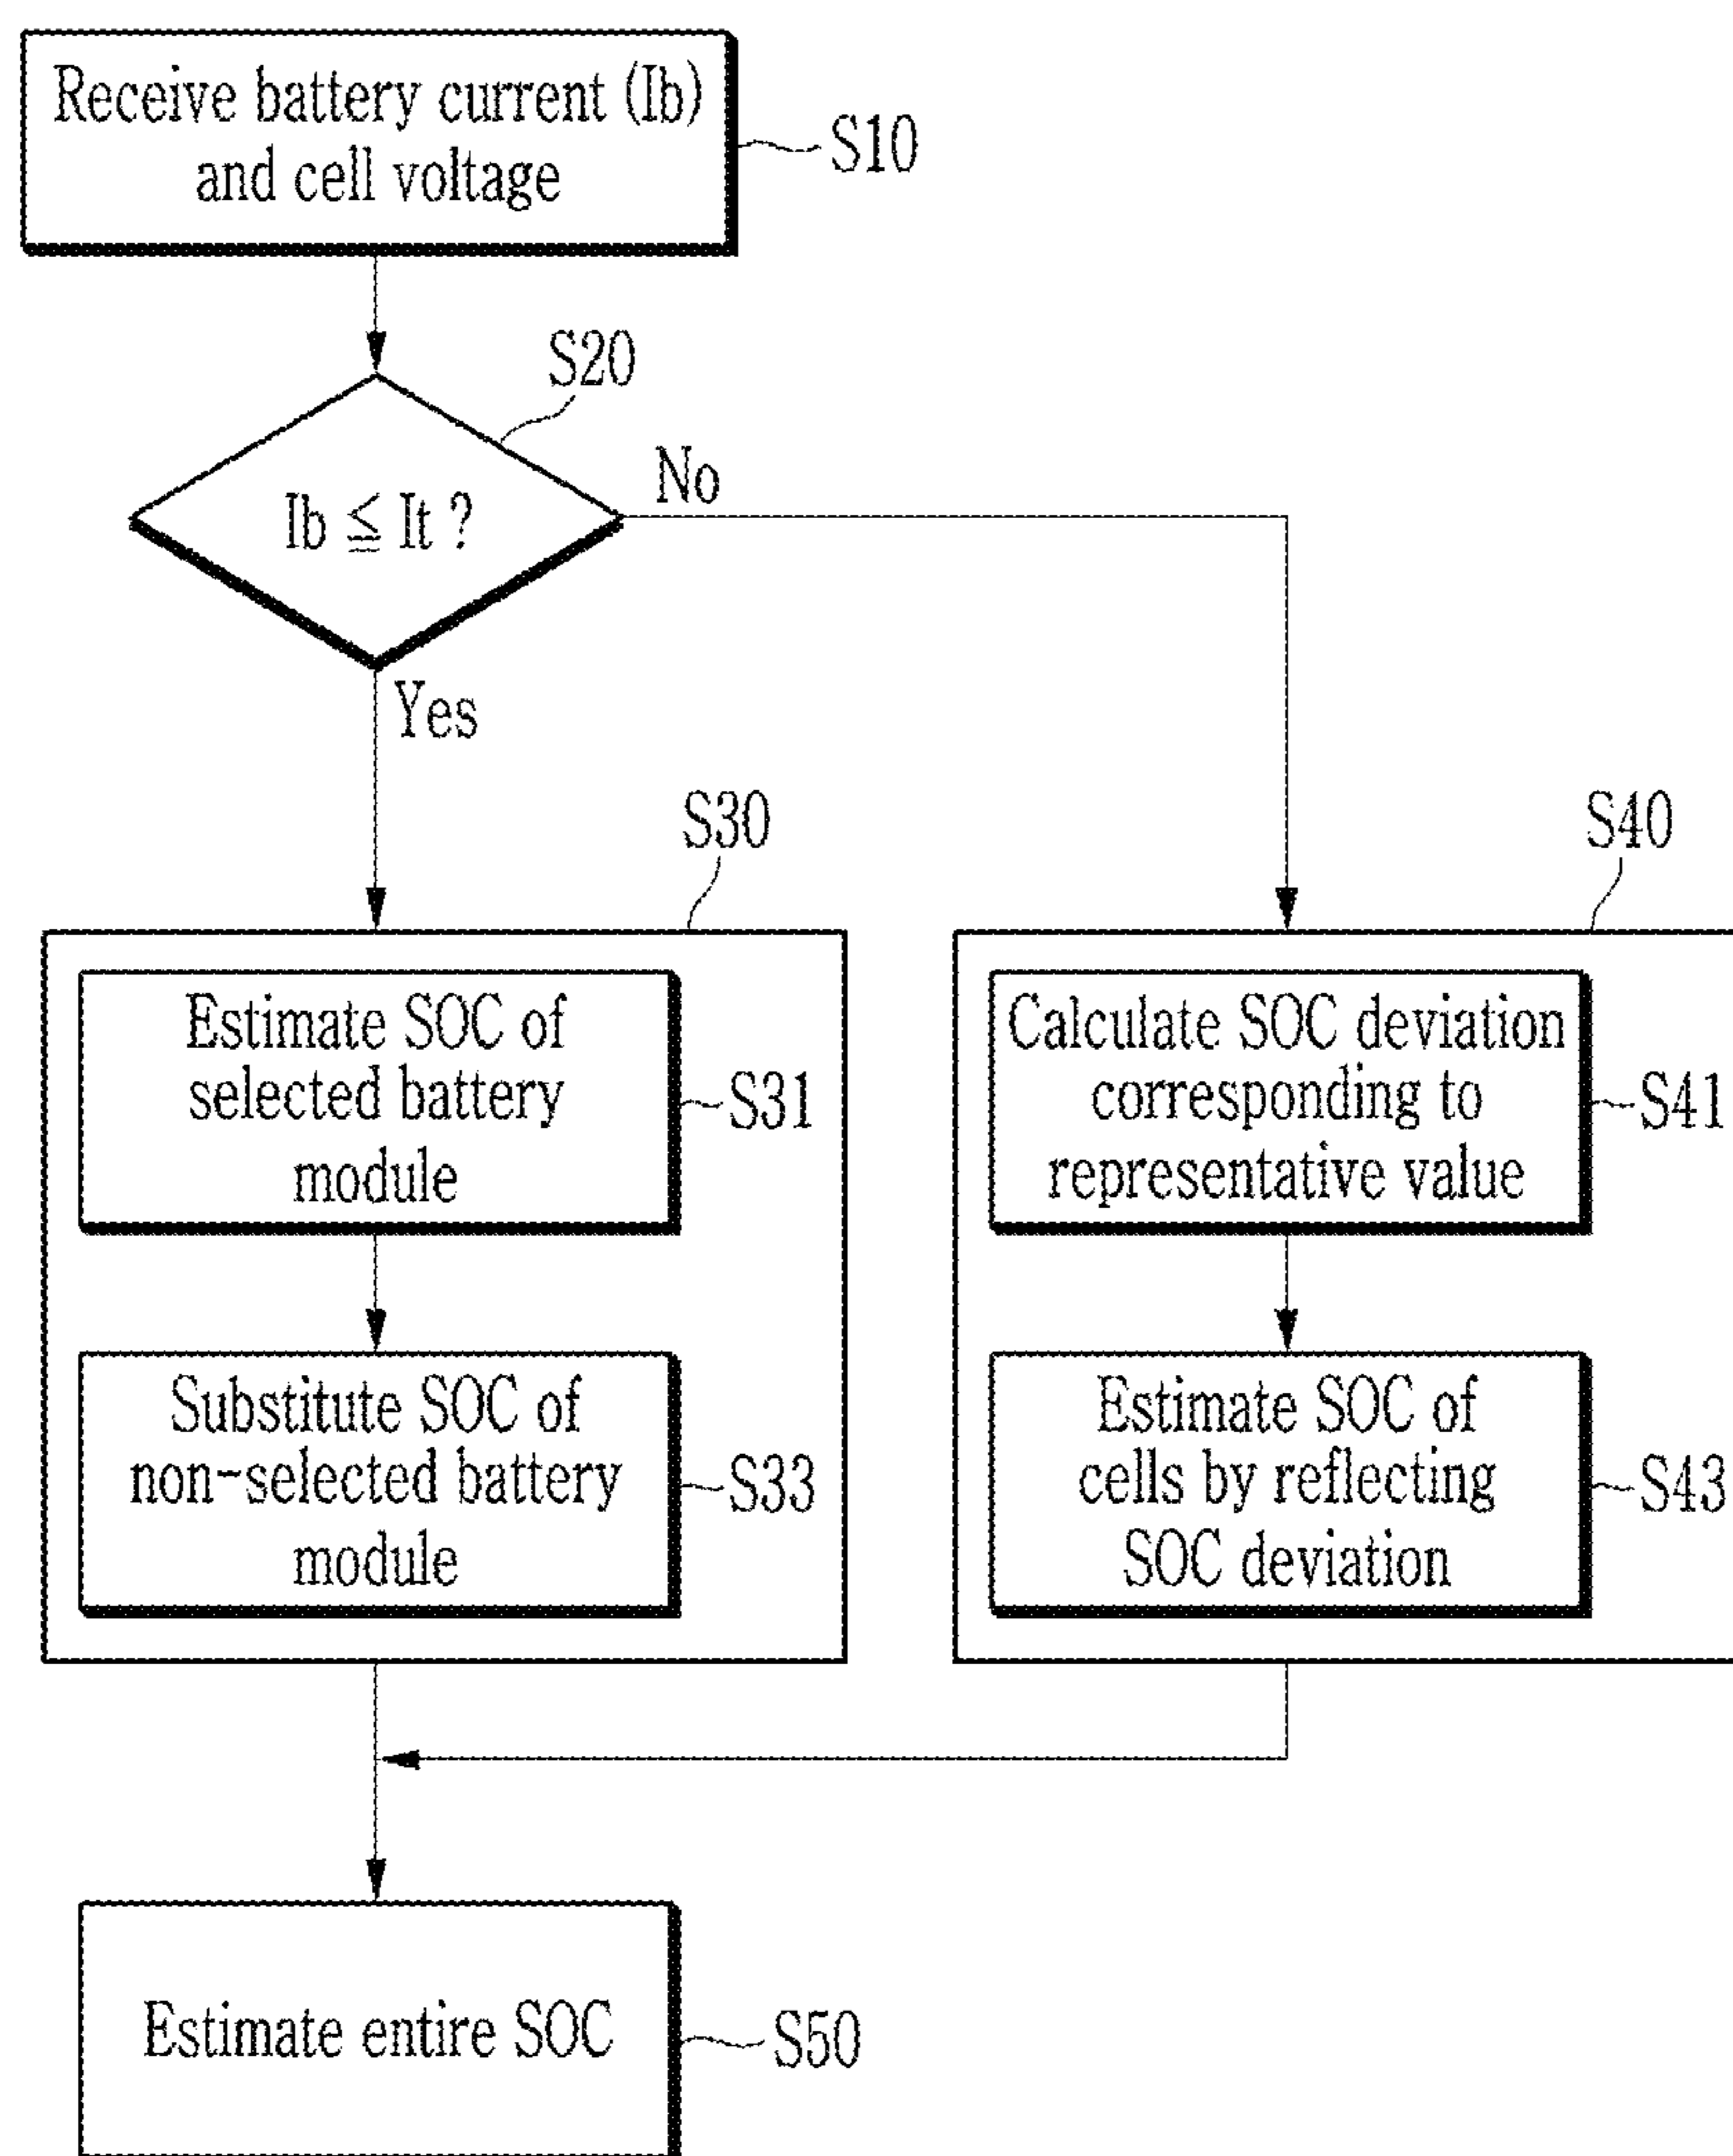 Receive battery current (Ib)
and cell voltage
S10
S20
Ib ≦ It ?
No
Yes
S30
S40
Estimate SOC of
selected battery
module
S31
Calculate SOC deviation
corresponding to
representative value
S41
Substitute SOC of
non-selected battery
module
S33
Estimate SOC of
cells by reflecting
SOC deviation
S43
Estimate entire SOC
S50